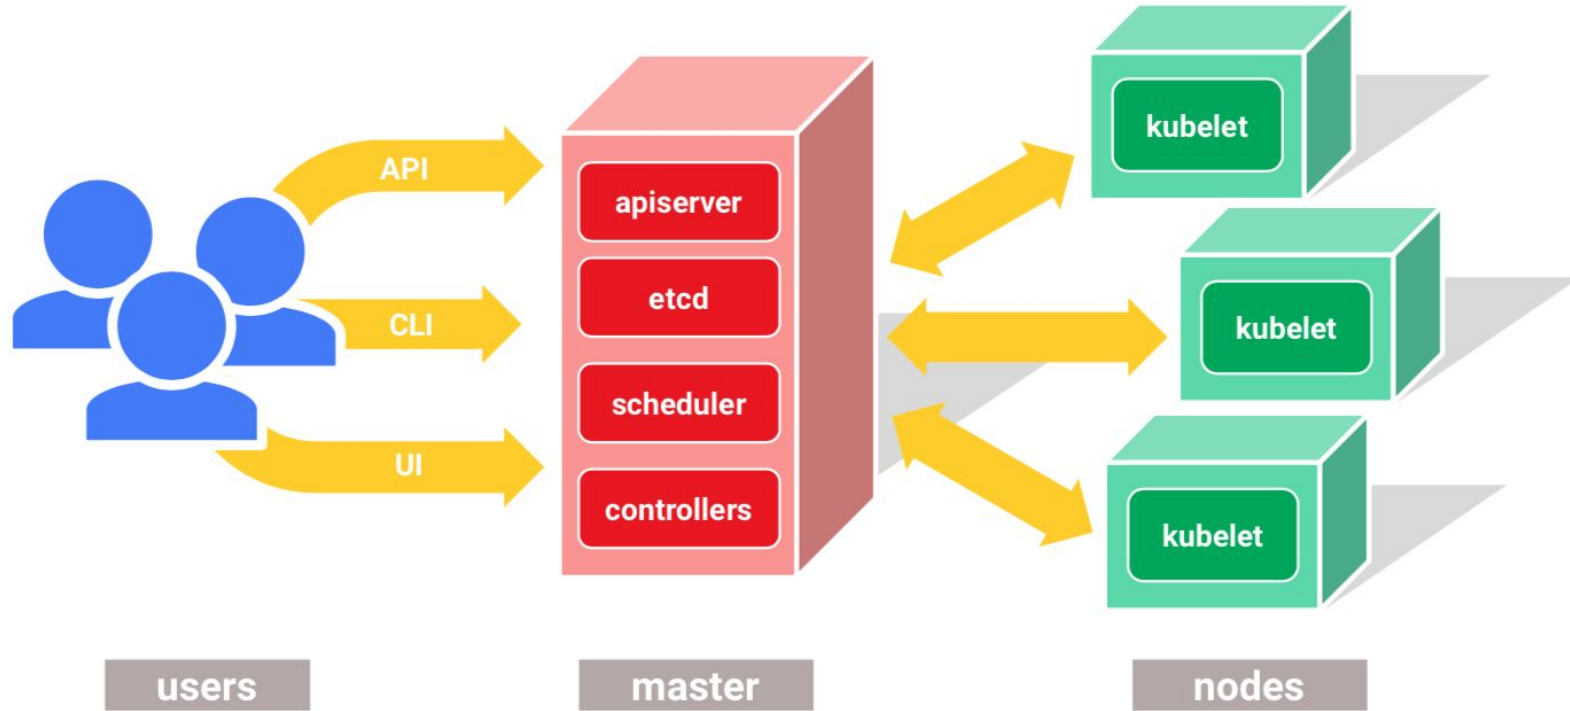 API
CLI
UI
apiserver
etcd
scheduler
controllers
kubelet
kubelet
kubelet
users
master
nodes